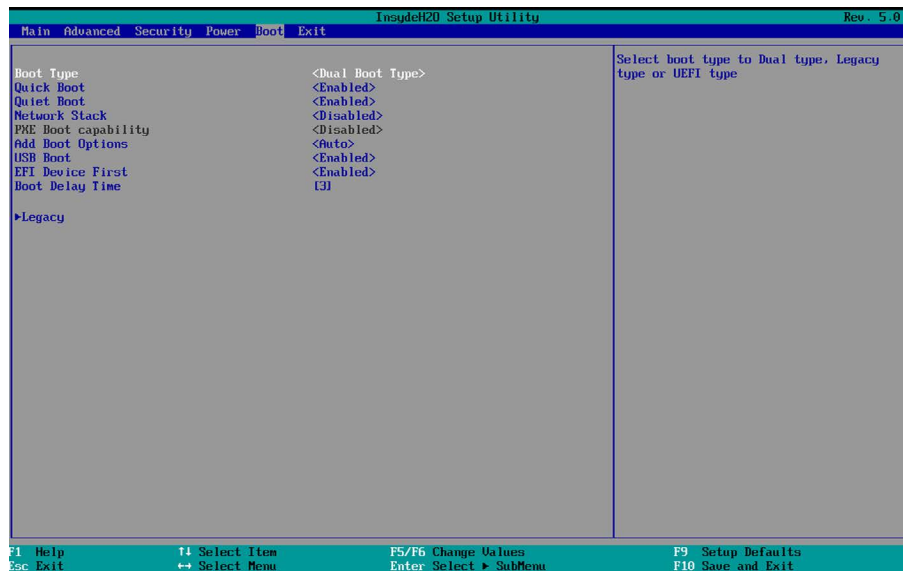 InsydeH2O Setup Utility Rev. 5.0
Main Advanced Security Power Boot Exit
Boot Type <Dual Boot Type>
Quick Boot <Enabled>
Quiet Boot <Enabled>
Network Stack <Disabled>
PXE Boot capability <Disabled>
Add Boot Options <Auto>
USB Boot <Enabled>
EFI Device First <Enabled>
Boot Delay Time [3]
►Legacy
Select boot type to Dual type, Legacy
type or UEFI type
F1 Help ↑↓ Select Item F5/F6 Change Values F9 Setup Defaults
Esc Exit ↔ Select Menu Enter Select ► SubMenu F10 Save and Exit